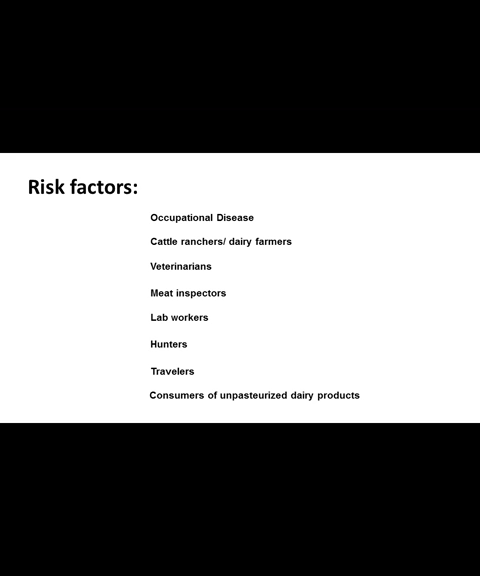 Risk factors:
Occupational Disease
Cattle ranchers/ dairy farmers
Veterinarians
Meat inspectors
Lab workers
Hunters
Travelers
Consumers of unpasteurized dairy products